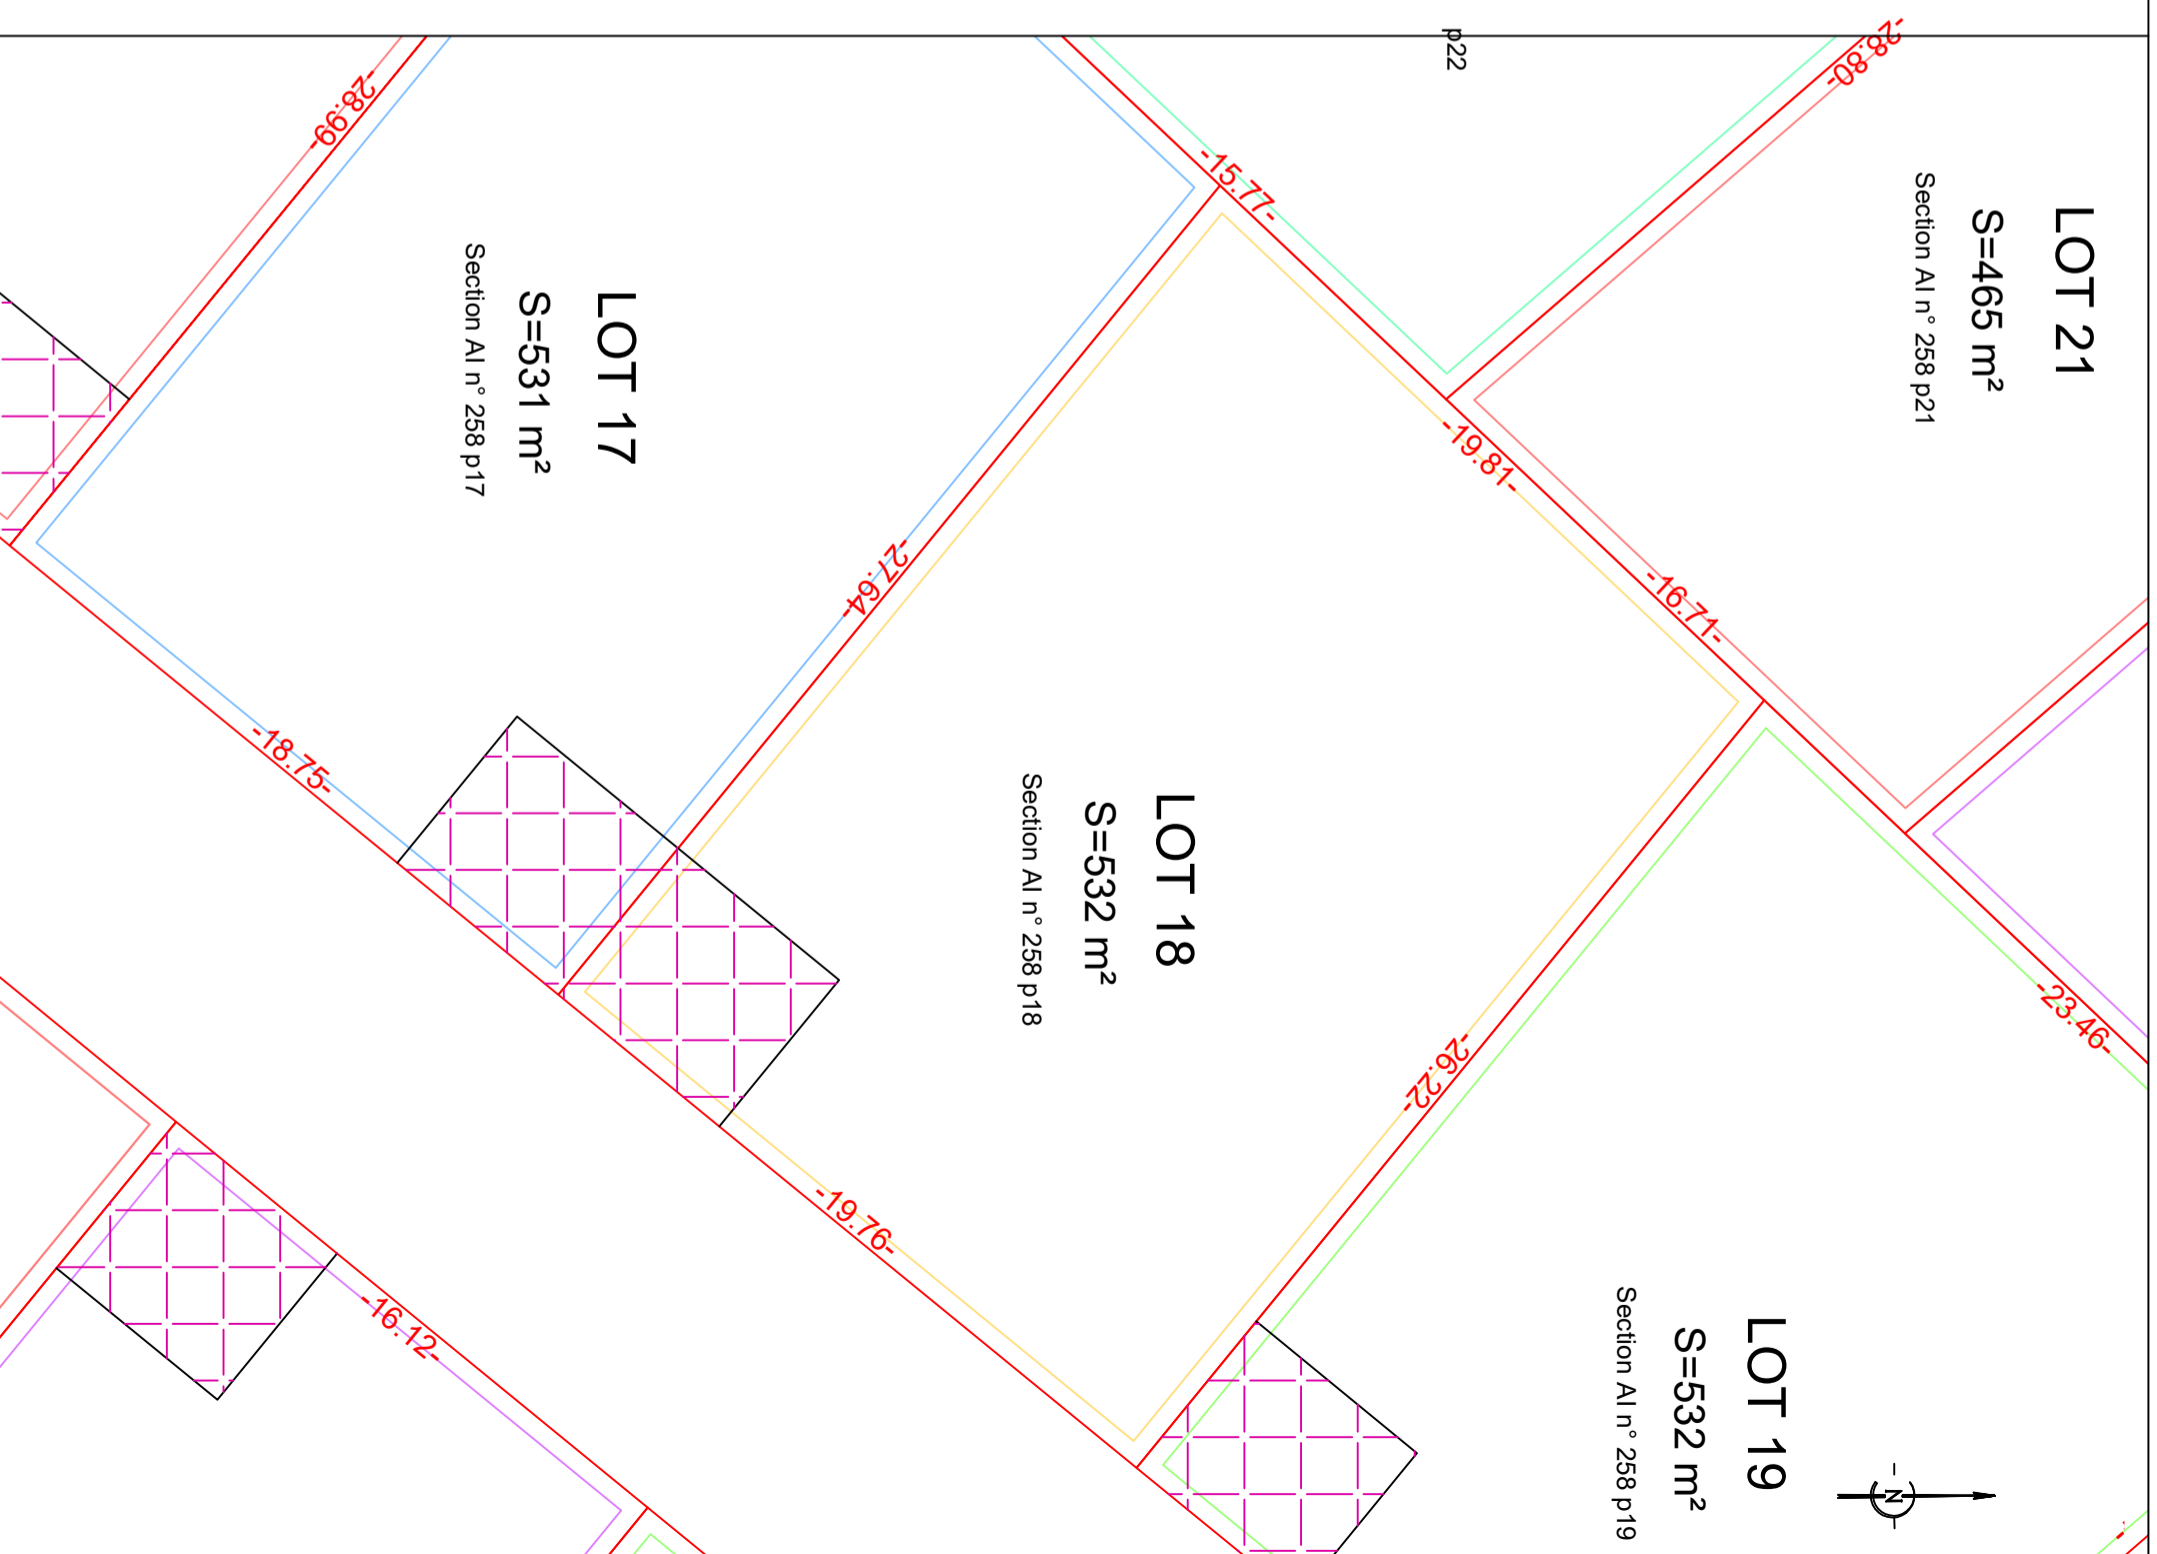 LOT 21
S=465 m²
Section AI n° 258 p21
p22
LOT 17
S=531 m²
Section AI n° 258 p17
LOT 18
S=532 m²
Section AI n° 258 p18
LOT 19
S=532 m²
Section AI n° 258 p19
-28.99-
-15.77-
-28.80-
-19.81-
-16.71-
-27.64-
-18.75-
-23.46-
-26.22-
-19.76-
-16.12-
N